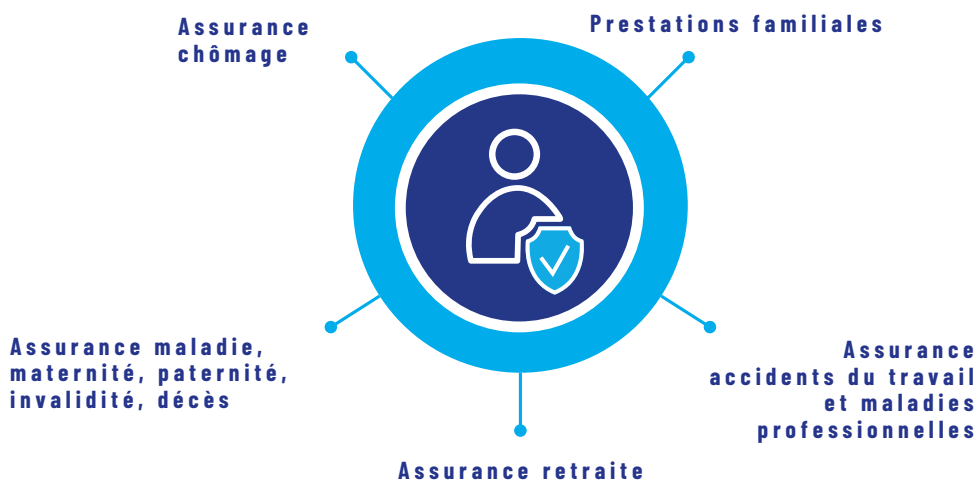 Assurance
chômage
Prestations familiales
Assurance maladie,
maternité, paternité,
invalidité, décès
Assurance
accidents du travail
et maladies
professionnelles
Assurance retraite